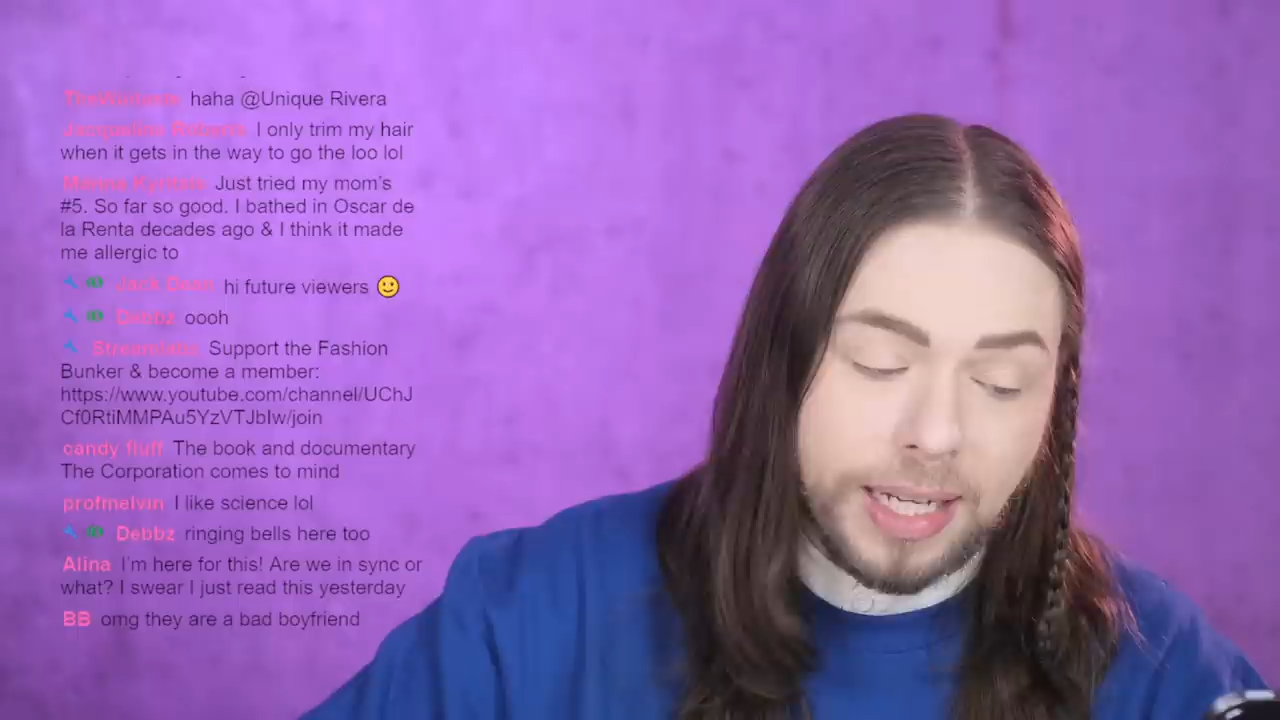 haha @Unique Rivera
I only trim my hair
when it gets in the way to go the loo lol
Just tried my mom's
#5. So far so good. I bathed in Oscar de
la Renta decades ago & I think it made
me allergic to
Jack Doss hi future viewers 🙂
Debbz oooh
Streamlabs Support the Fashion
Bunker & become a member:
https://www.youtube.com/channel/UChJ
Cf0RtiMMPAu5YzVTJbIw/join
candy fluff The book and documentary
The Corporation comes to mind
profmelvin I like science lol
Debbz ringing bells here too
Alina I'm here for this! Are we in sync or
what? I swear I just read this yesterday
BB omg they are a bad boyfriend